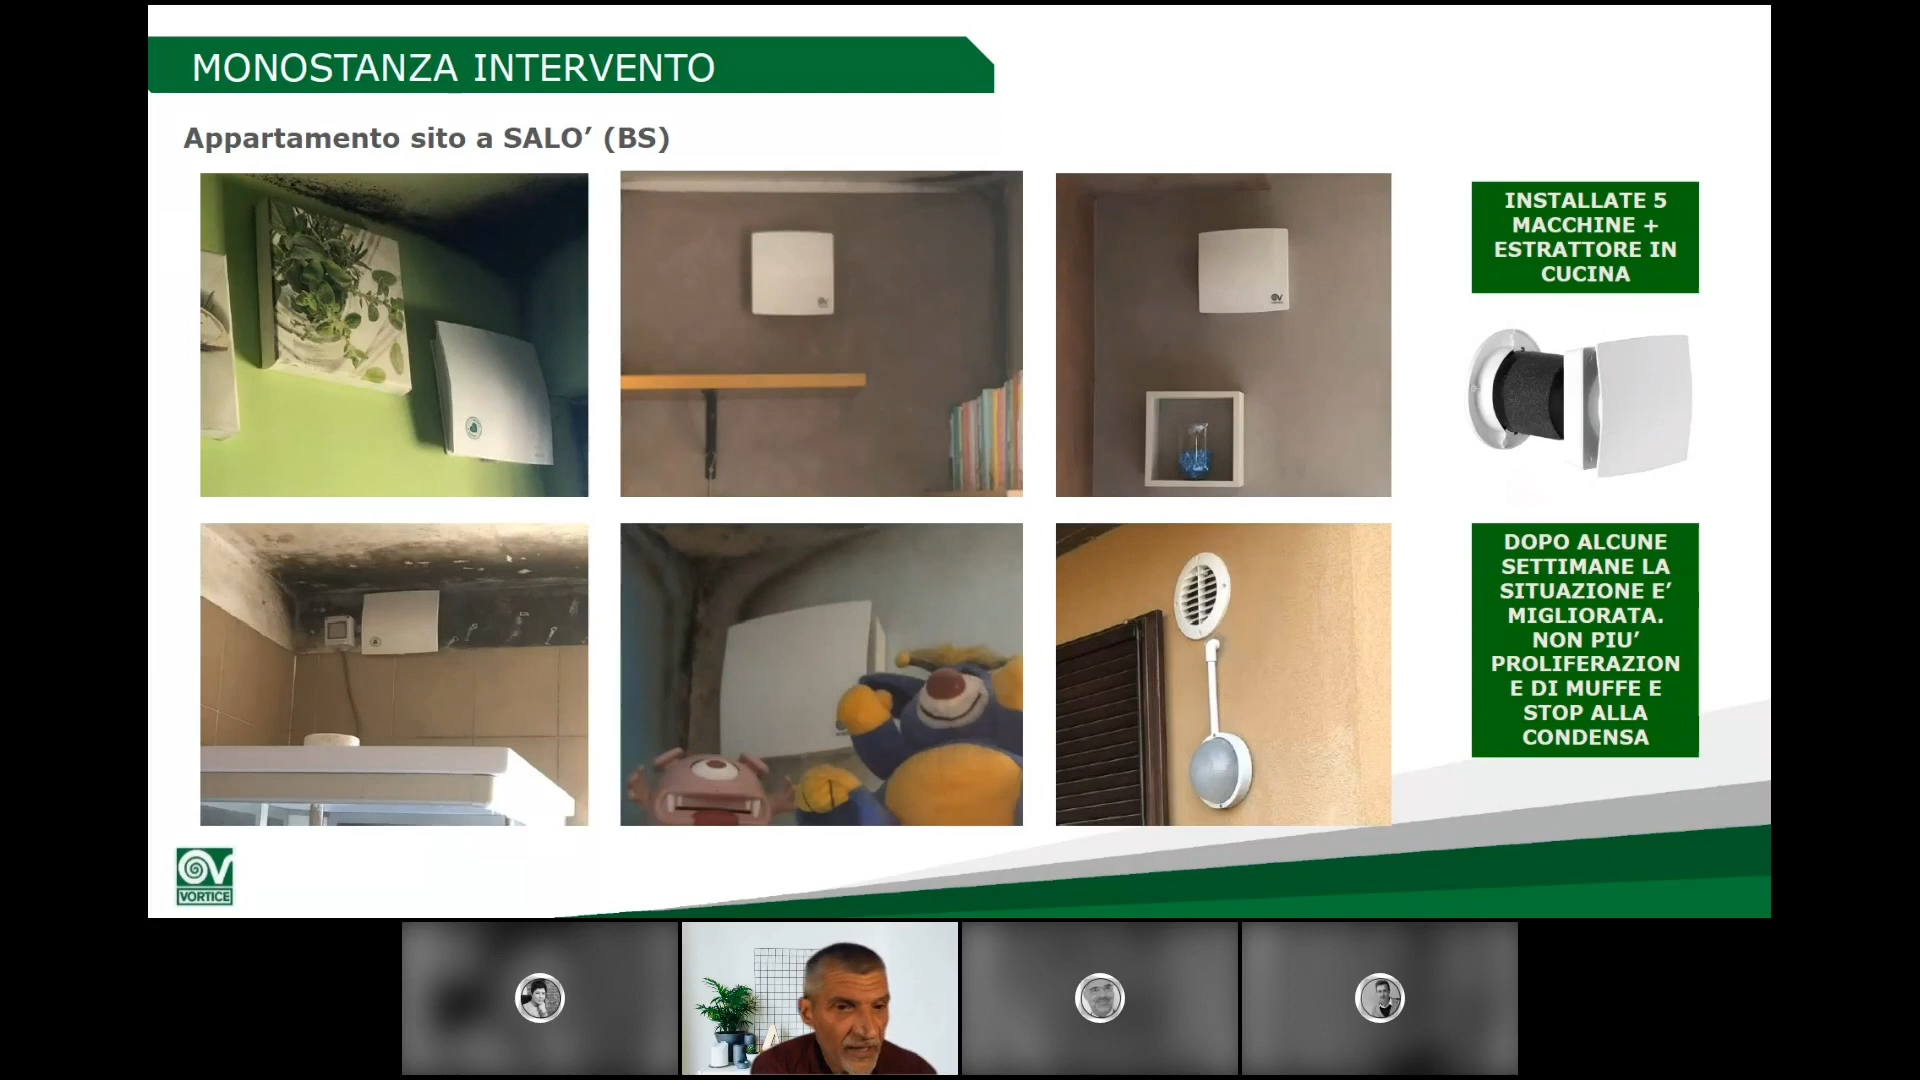 MONOSTANZA INTERVENTO
Appartamento sito a SALO’ (BS)
INSTALLATE 5
MACCHINE +
ESTRATTORE IN
CUCINA
DOPO ALCUNE
SETTIMANE LA
SITUAZIONE E’
MIGLIORATA.
NON PIU’
PROLIFERAZION
E DI MUFFE E
STOP ALLA
CONDENSA
VORTICE